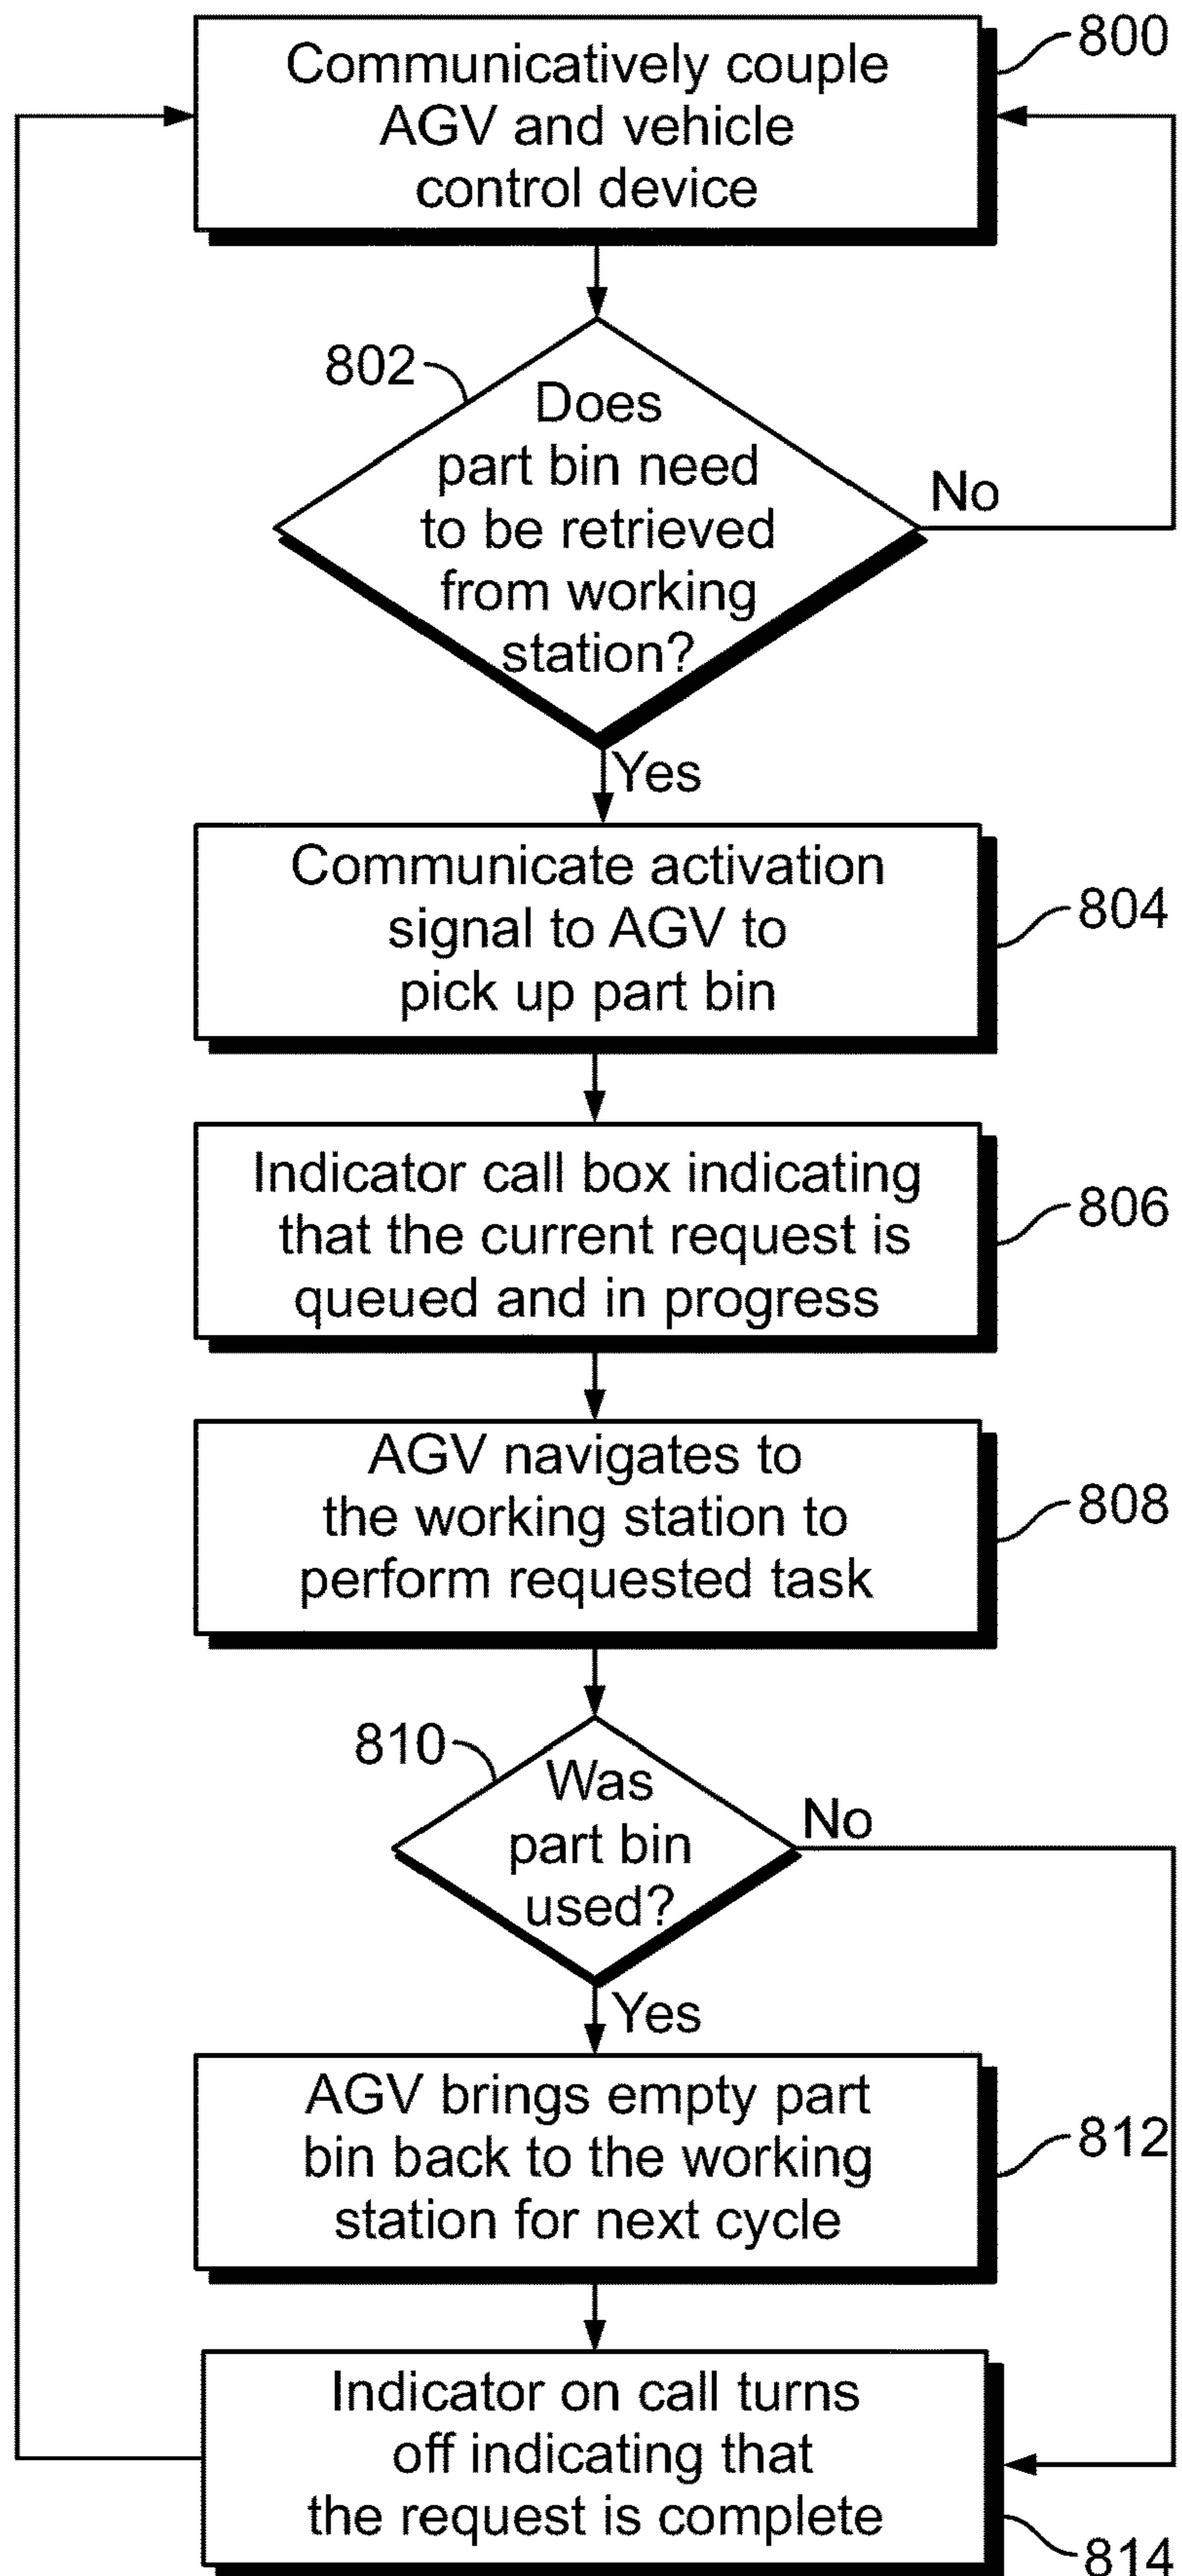 Communicatively couple
AGV and vehicle
control device
800
802
Does
part bin need
to be retrieved
from working
station?
No
Yes
Communicate activation
signal to AGV to
pick up part bin
804
Indicator call box indicating
that the current request is
queued and in progress
806
AGV navigates to
the working station to
perform requested task
808
810
Was
part bin
used?
No
Yes
AGV brings empty part
bin back to the working
station for next cycle
812
Indicator on call turns
off indicating that
the request is complete
814